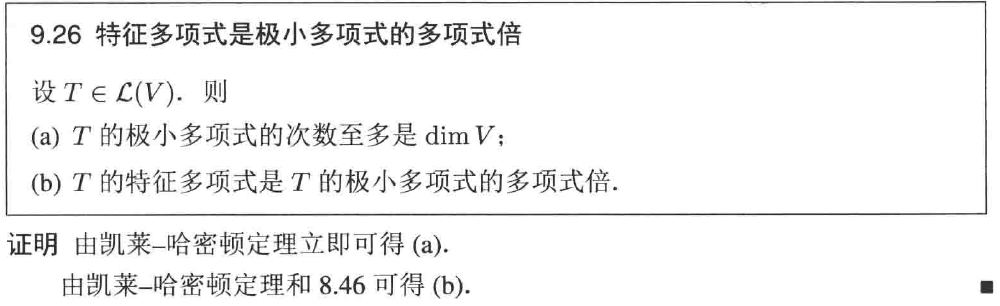 9.26 特征多项式是极小多项式的多项式倍
设 T ∈ 𝓛(V). 则
(a) T 的极小多项式的次数至多是 dim V；
(b) T 的特征多项式是 T 的极小多项式的多项式倍.
证明 由凯莱–哈密顿定理立即可得 (a).
由凯莱–哈密顿定理和 8.46 可得 (b). ■